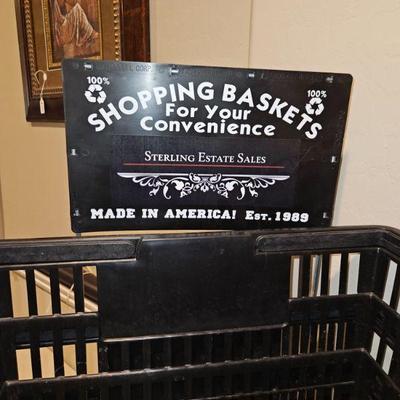 100% 100%
SHOPPING BASKETS
For Your
Convenience
STERLING ESTATE SALES
MADE IN AMERICA! EST. 1989